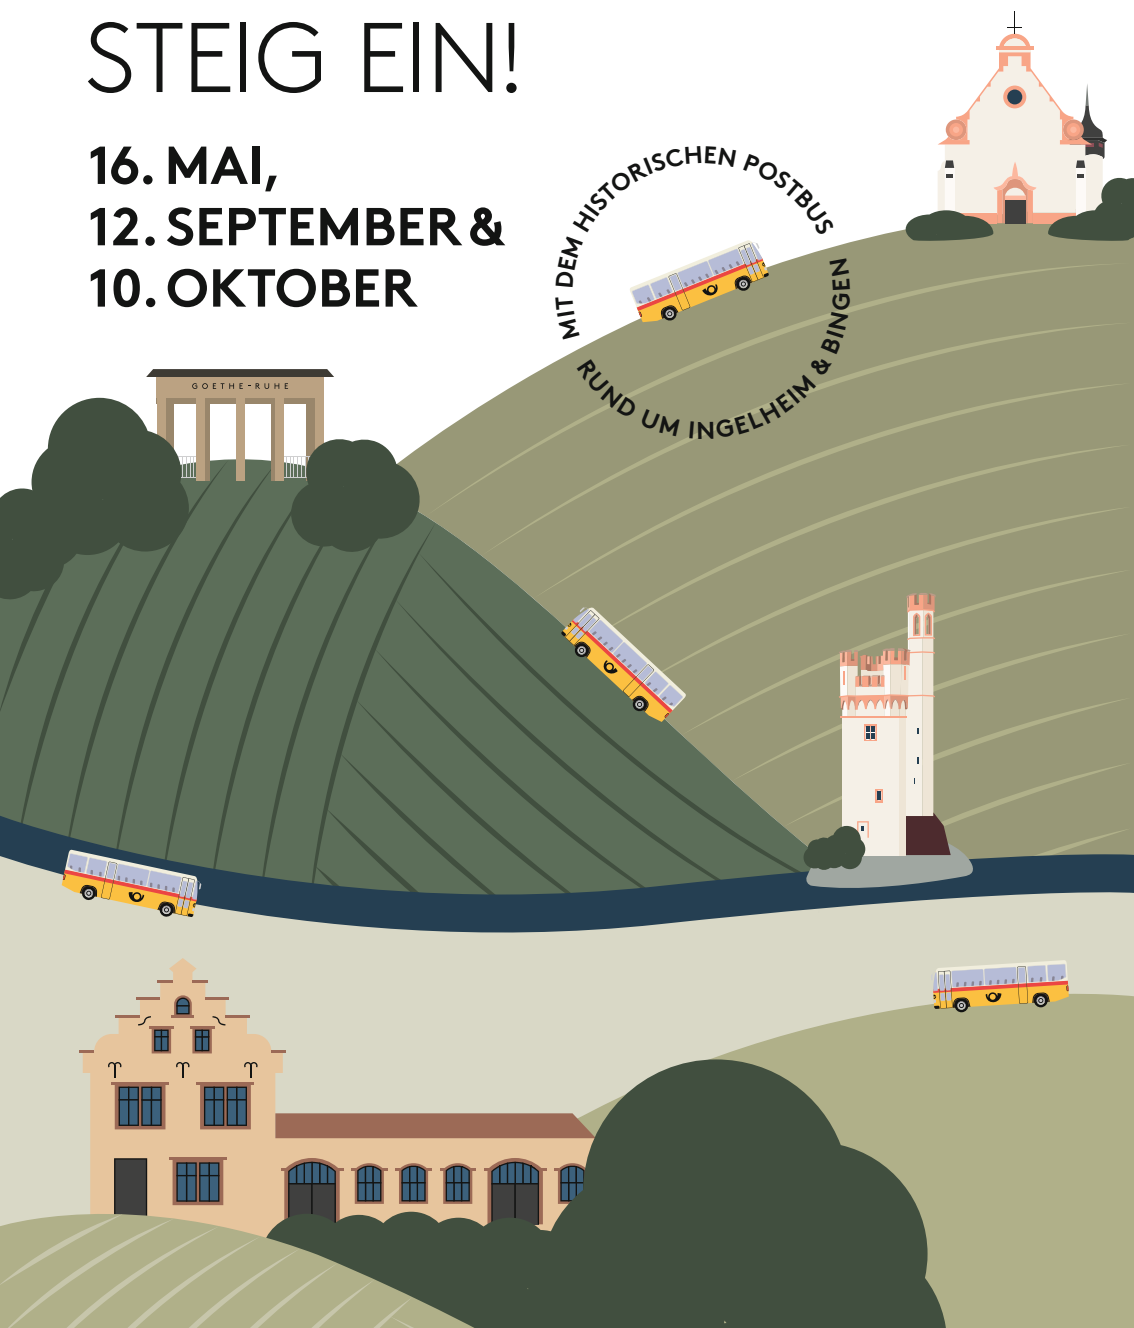 STEIG EIN!
16. MAI,
12. SEPTEMBER &
10. OKTOBER
MIT DEM HISTORISCHEN POSTBUS
RUND UM INGELHEIM & BINGEN
GOETHE-RUHE